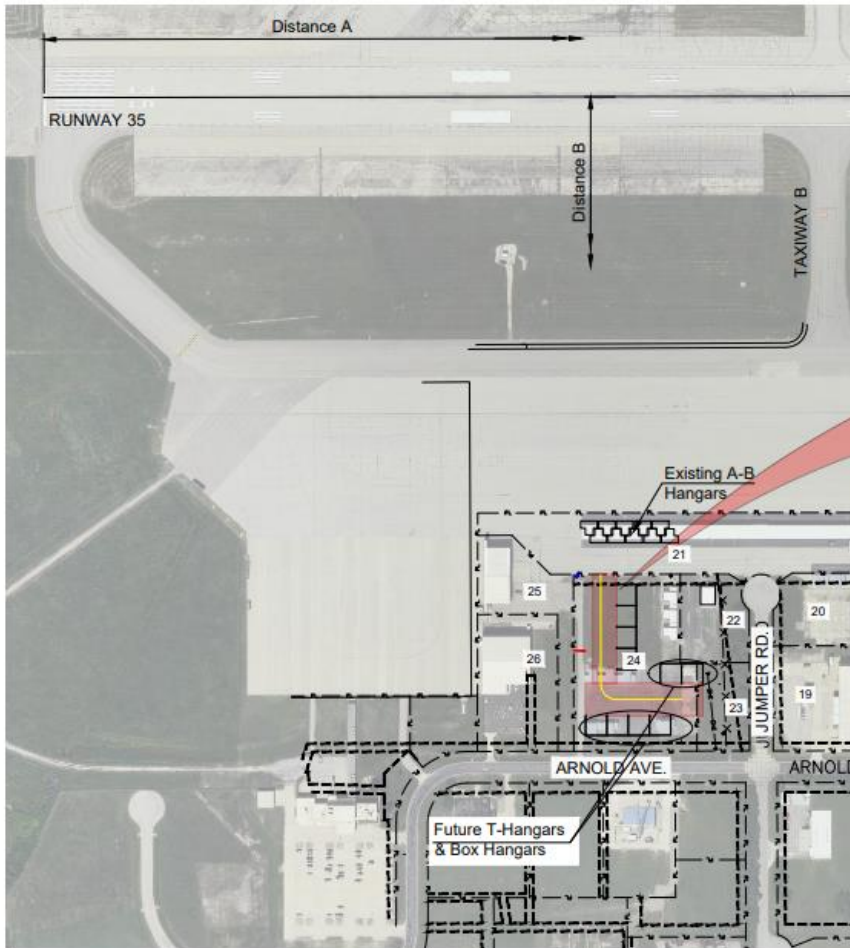 Distance A
RUNWAY 35
Distance B
TAXIWAY B
Existing A-B
Hangars
21
25
22
20
JUMPER RD.
26
24
19
23
ARNOLD AVE.
ARNOLD
Future T-Hangars
& Box Hangars